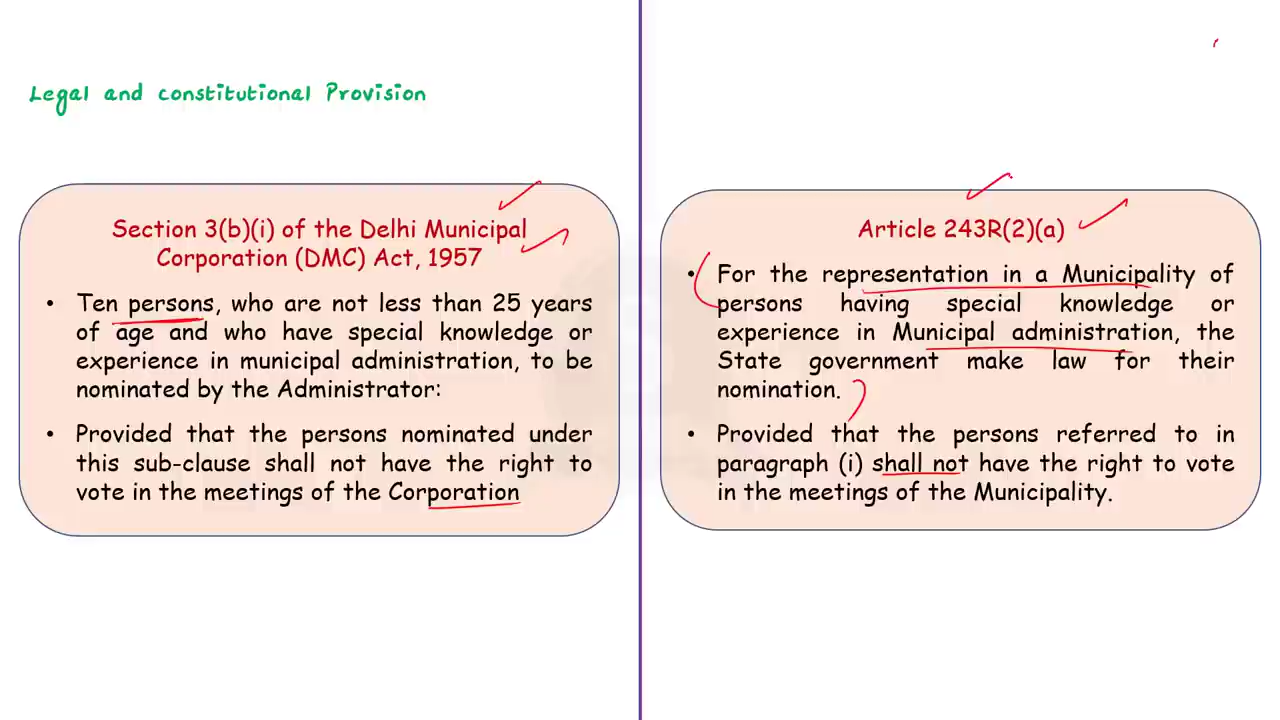 Legal and constitutional Provision
Section 3(b)(i) of the Delhi Municipal
Corporation (DMC) Act, 1957
• Ten persons, who are not less than 25 years
of age and who have special knowledge or
experience in municipal administration, to be
nominated by the Administrator:
• Provided that the persons nominated under
this sub-clause shall not have the right to
vote in the meetings of the Corporation
Article 243R(2)(a)
• For the representation in a Municipality of
persons having special knowledge or
experience in Municipal administration, the
State government make law for their
nomination.
• Provided that the persons referred to in
paragraph (i) shall not have the right to vote
in the meetings of the Municipality.